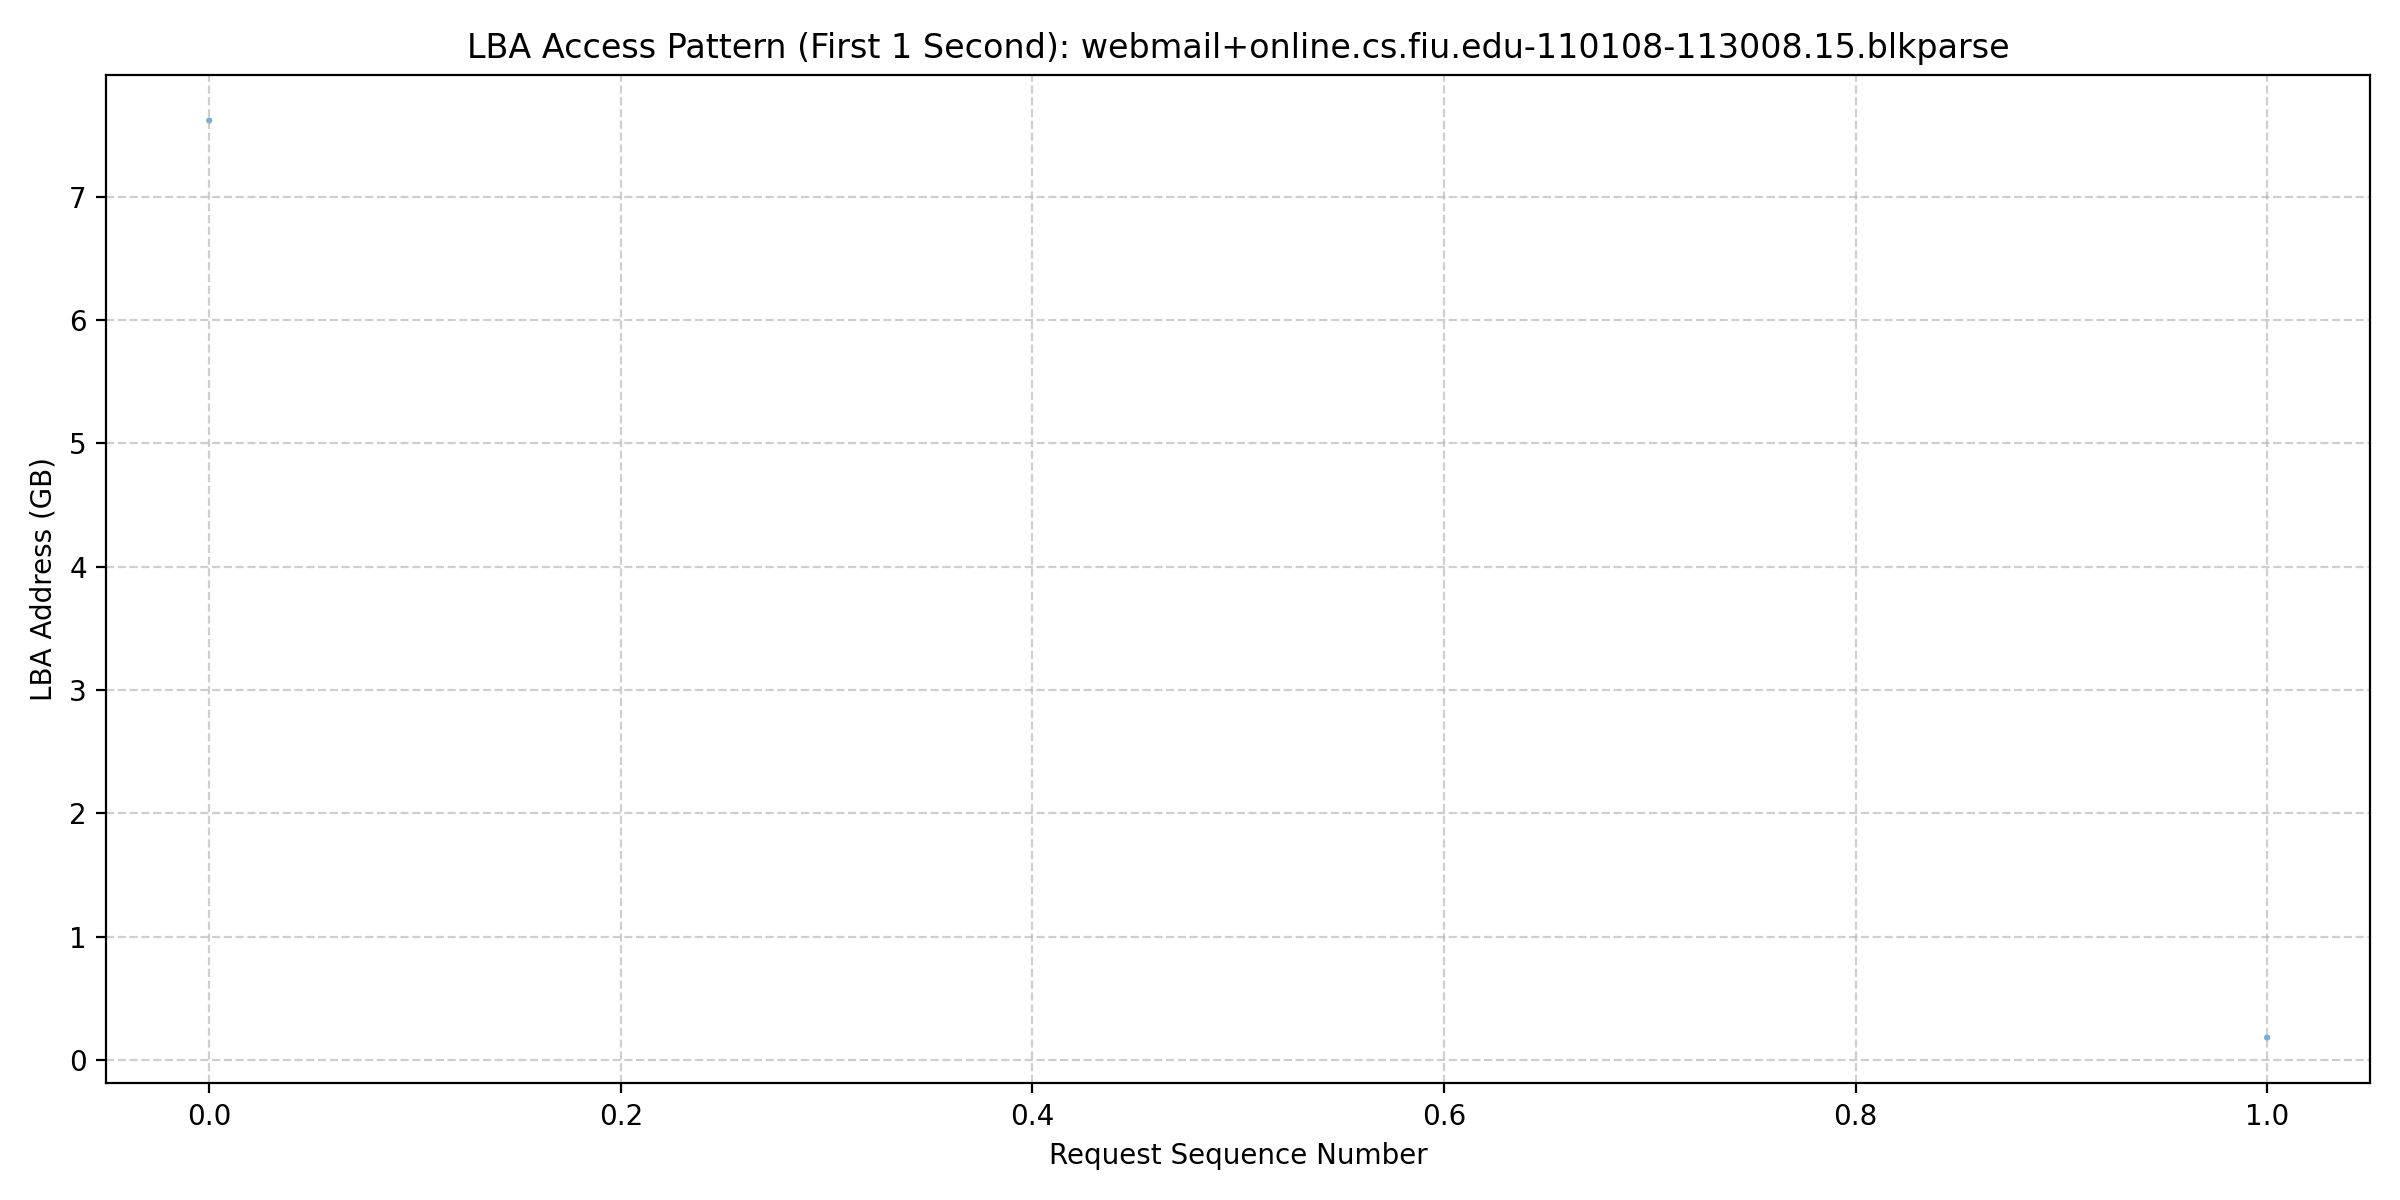 LBA Access Pattern (First 1 Second): webmail+online.cs.fiu.edu-110108-113008.15.blkparse
LBA Address (GB)
7
6
5
4
3
2
1
0
0.0 0.2 0.4 0.6 0.8 1.0
Request Sequence Number